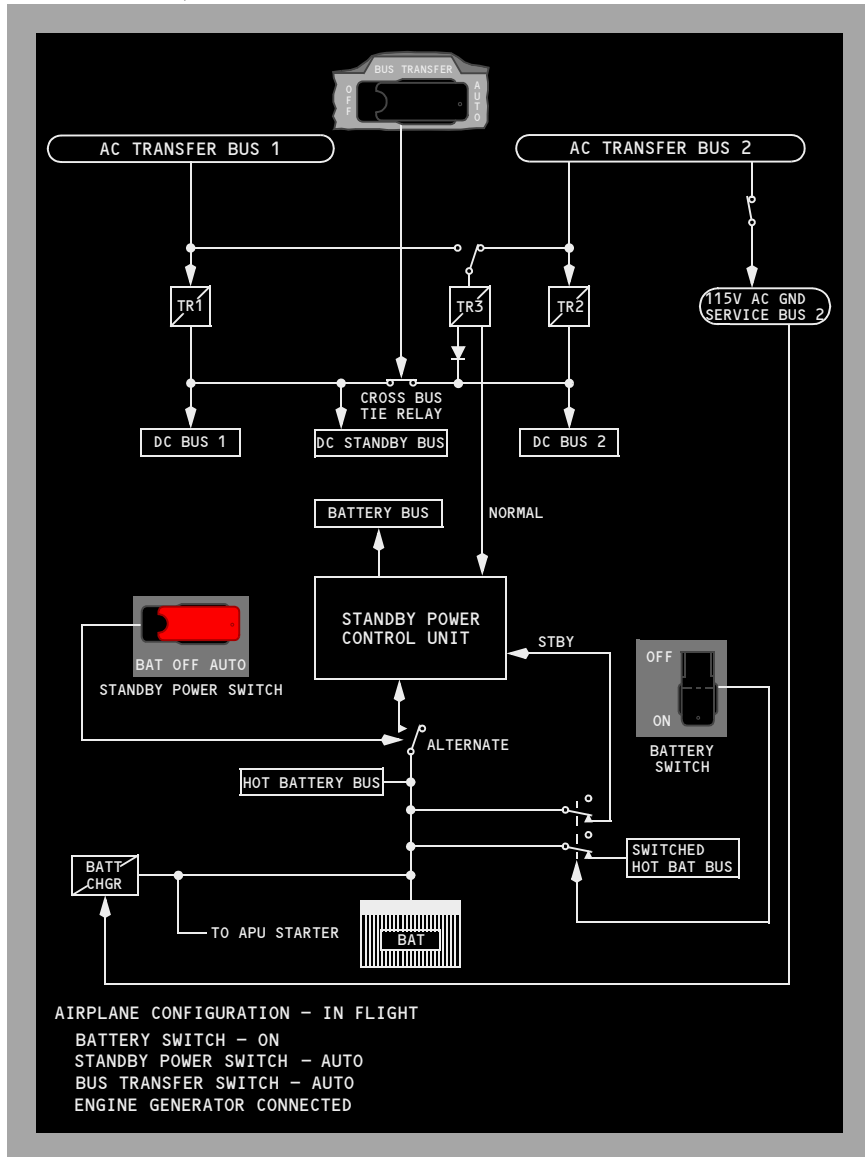 BUS TRANSFER
OFF
AUTO
AC TRANSFER BUS 1
AC TRANSFER BUS 2
115V AC GND
SERVICE BUS 2
TR1
TR3
TR2
CROSS BUS
TIE RELAY
DC BUS 1
DC STANDBY BUS
DC BUS 2
BATTERY BUS
NORMAL
STANDBY POWER
CONTROL UNIT
STBY
BAT OFF AUTO
STANDBY POWER SWITCH
OFF
ON
BATTERY
SWITCH
ALTERNATE
HOT BATTERY BUS
SWITCHED
HOT BAT BUS
BATT
CHGR
TO APU STARTER
BAT
AIRPLANE CONFIGURATION – IN FLIGHT
BATTERY SWITCH – ON
STANDBY POWER SWITCH – AUTO
BUS TRANSFER SWITCH – AUTO
ENGINE GENERATOR CONNECTED